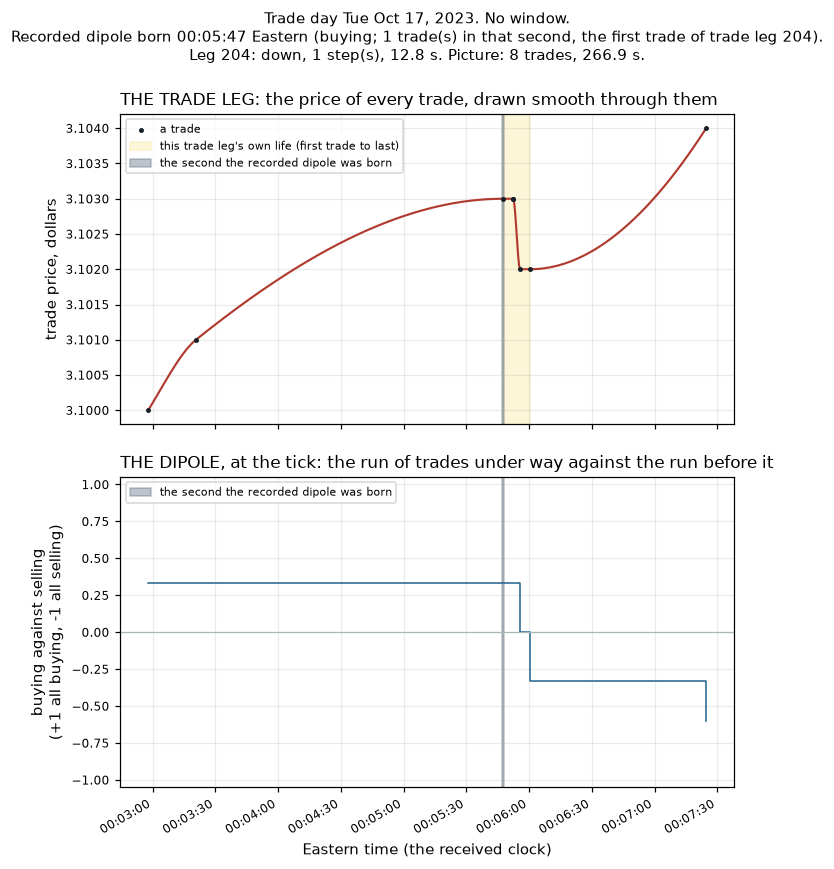 Trade day Tue Oct 17, 2023. No window.
Recorded dipole born 00:05:47 Eastern (buying; 1 trade(s) in that second, the first trade of trade leg 204).
Leg 204: down, 1 step(s), 12.8 s. Picture: 8 trades, 266.9 s.
THE TRADE LEG: the price of every trade, drawn smooth through them
a trade
this trade leg's own life (first trade to last)
the second the recorded dipole was born
trade price, dollars
3.1040
3.1035
3.1030
3.1025
3.1020
3.1015
3.1010
3.1005
3.1000
THE DIPOLE, at the tick: the run of trades under way against the run before it
the second the recorded dipole was born
buying against selling
(+1 all buying, -1 all selling)
1.00
0.75
0.50
0.25
0.00
−0.25
−0.50
−0.75
−1.00
00:03:00
00:03:30
00:04:00
00:04:30
00:05:00
00:05:30
00:06:00
00:06:30
00:07:00
00:07:30
Eastern time (the received clock)